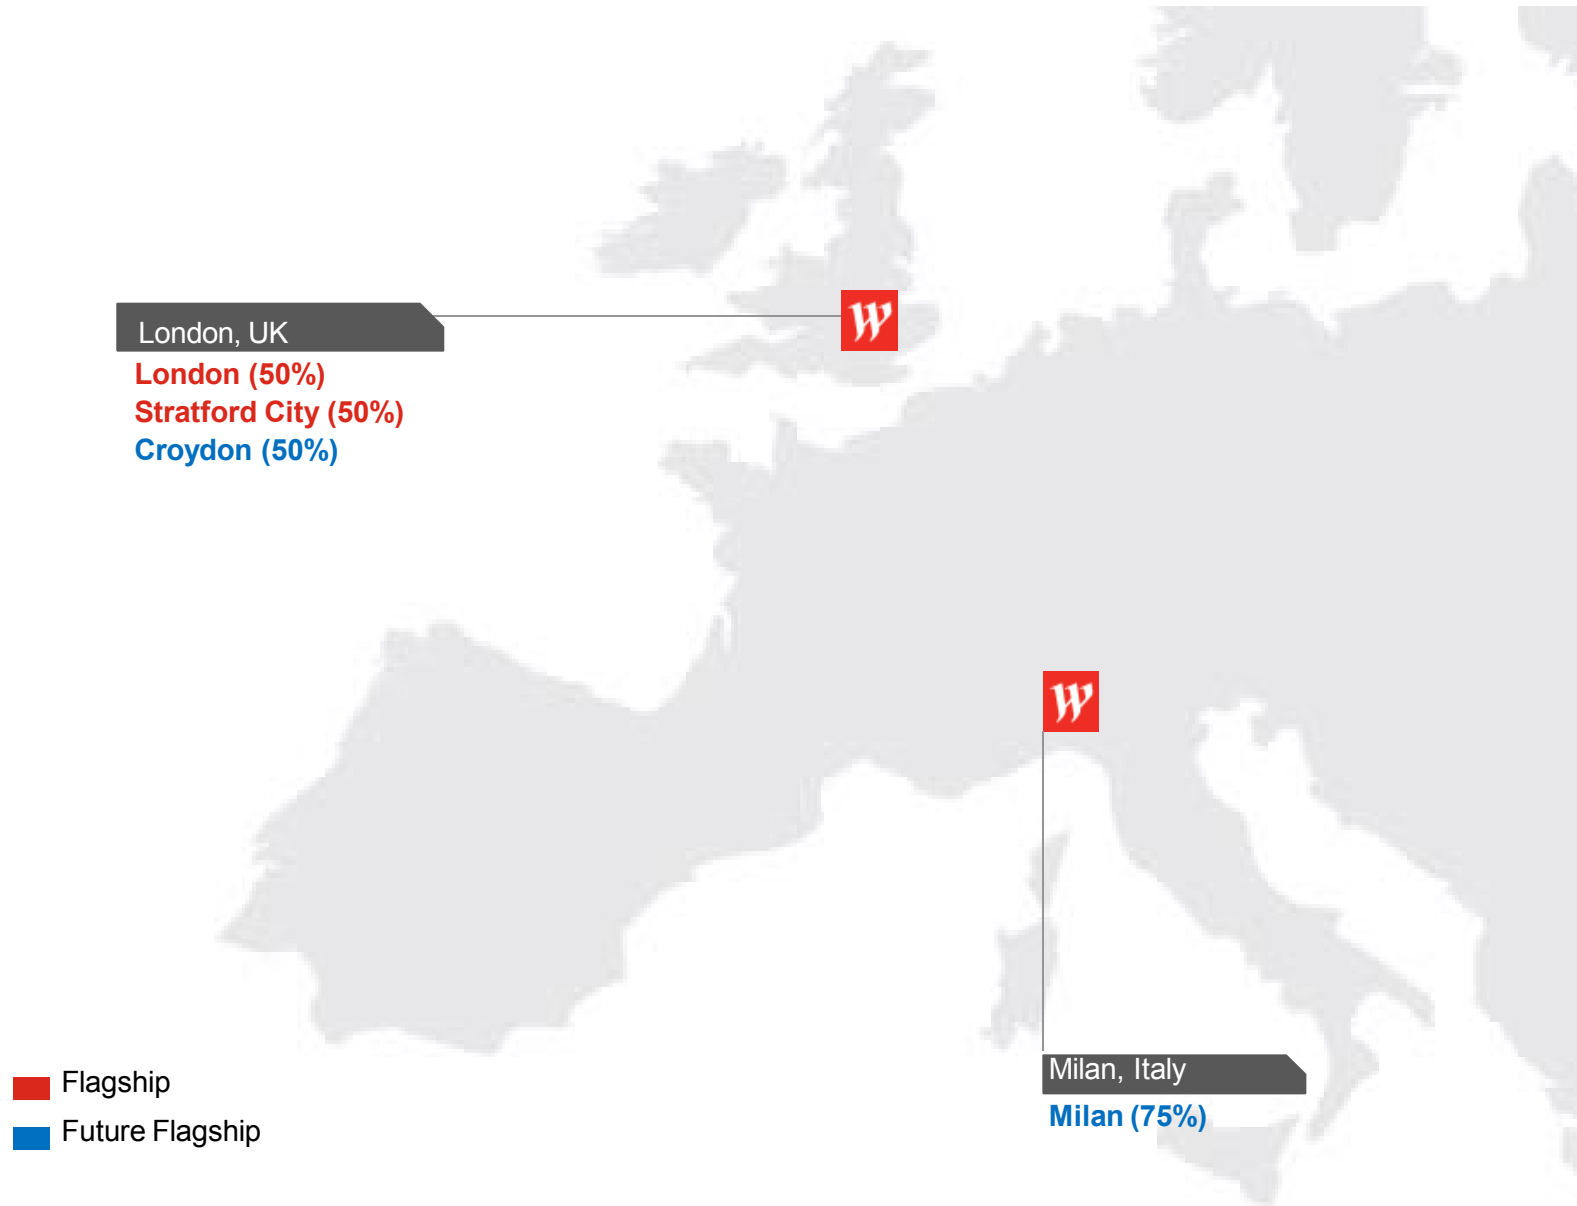 London, UK
London (50%)
Stratford City (50%)
Croydon (50%)
W
W
Milan, Italy
Milan (75%)
Flagship
Future Flagship